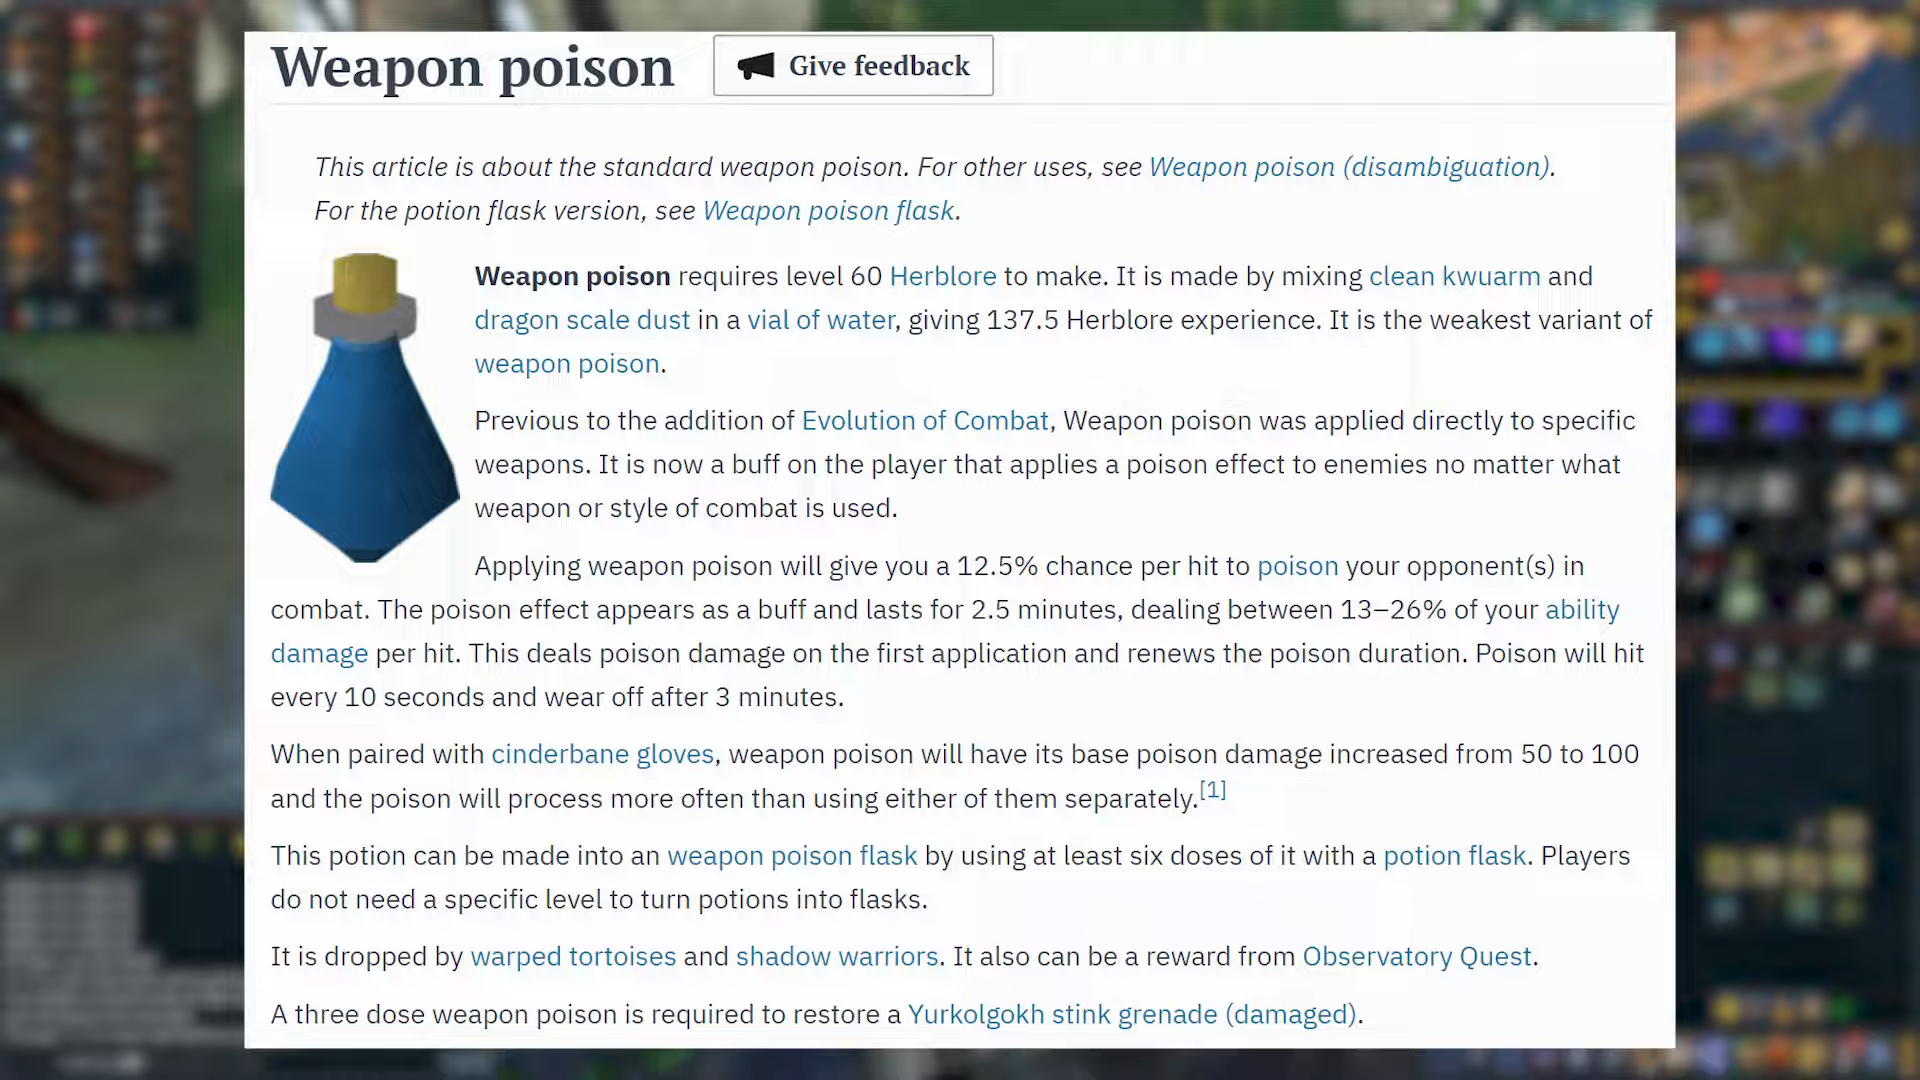 Weapon poison
Give feedback
This article is about the standard weapon poison. For other uses, see Weapon poison (disambiguation).
For the potion flask version, see Weapon poison flask.
Weapon poison requires level 60 Herblore to make. It is made by mixing clean kwuarm and
dragon scale dust in a vial of water, giving 137.5 Herblore experience. It is the weakest variant of
weapon poison.
Previous to the addition of Evolution of Combat, Weapon poison was applied directly to specific
weapons. It is now a buff on the player that applies a poison effect to enemies no matter what
weapon or style of combat is used.
Applying weapon poison will give you a 12.5% chance per hit to poison your opponent(s) in
combat. The poison effect appears as a buff and lasts for 2.5 minutes, dealing between 13–26% of your ability
damage per hit. This deals poison damage on the first application and renews the poison duration. Poison will hit
every 10 seconds and wear off after 3 minutes.
When paired with cinderbane gloves, weapon poison will have its base poison damage increased from 50 to 100
and the poison will process more often than using either of them separately.[1]
This potion can be made into an weapon poison flask by using at least six doses of it with a potion flask. Players
do not need a specific level to turn potions into flasks.
It is dropped by warped tortoises and shadow warriors. It also can be a reward from Observatory Quest.
A three dose weapon poison is required to restore a Yurkolgokh stink grenade (damaged).